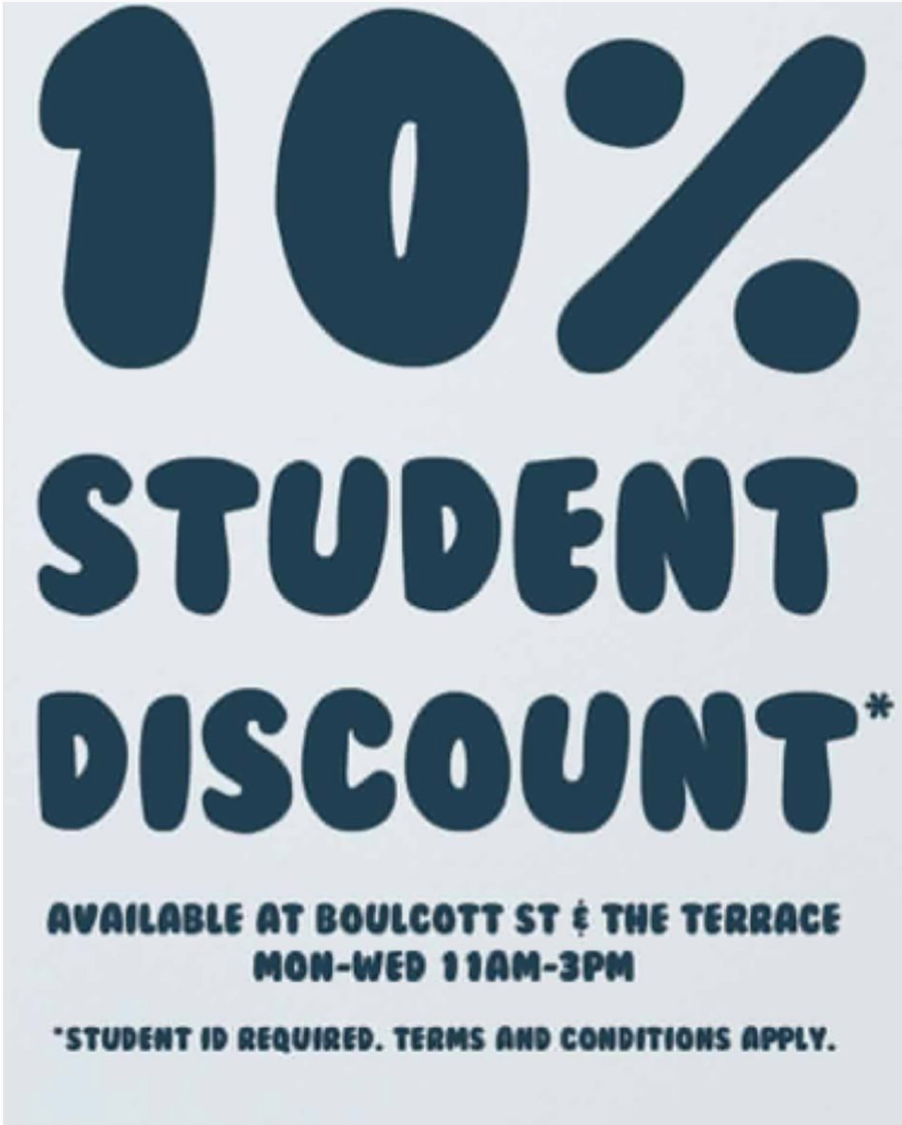 10%
STUDENT
DISCOUNT*
AVAILABLE AT BOULCOTT ST & THE TERRACE
MON-WED 11AM-3PM
*STUDENT ID REQUIRED. TERMS AND CONDITIONS APPLY.